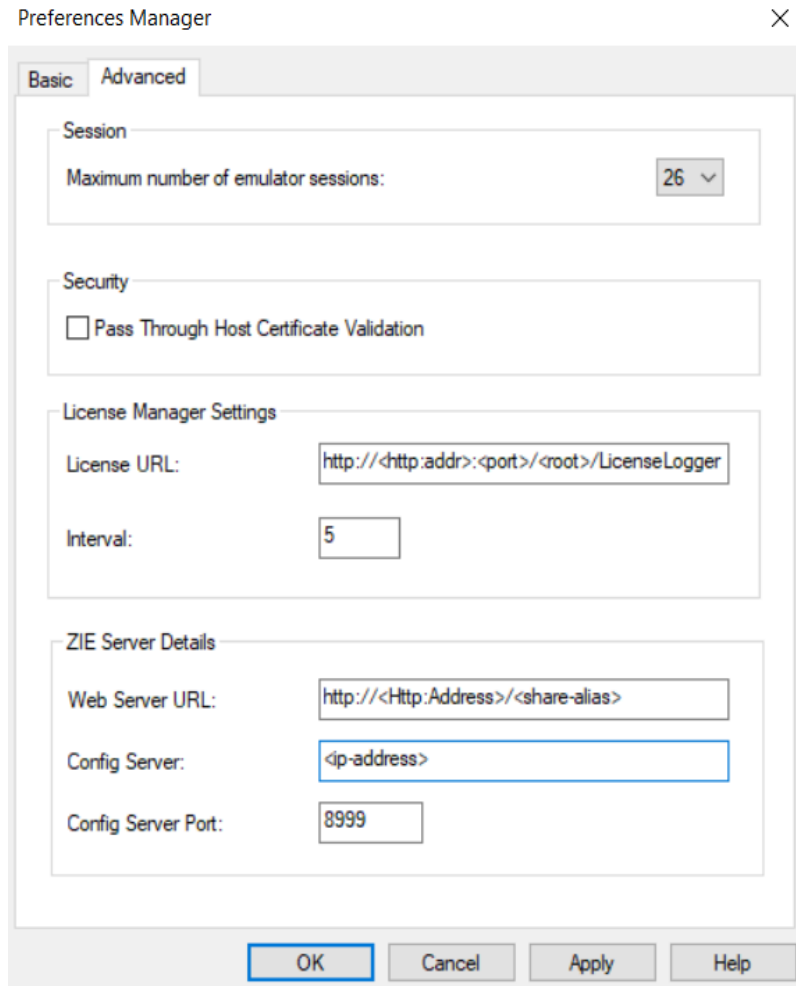 Preferences Manager
Basic Advanced
Session
Maximum number of emulator sessions: 26
Security
Pass Through Host Certificate Validation
License Manager Settings
License URL: http://<http:addr>:<port>/<root>/LicenseLogger
Interval: 5
ZIE Server Details
Web Server URL: http://<Http:Address>/<share-alias>
Config Server: <ip-address>
Config Server Port: 8999
OK Cancel Apply Help